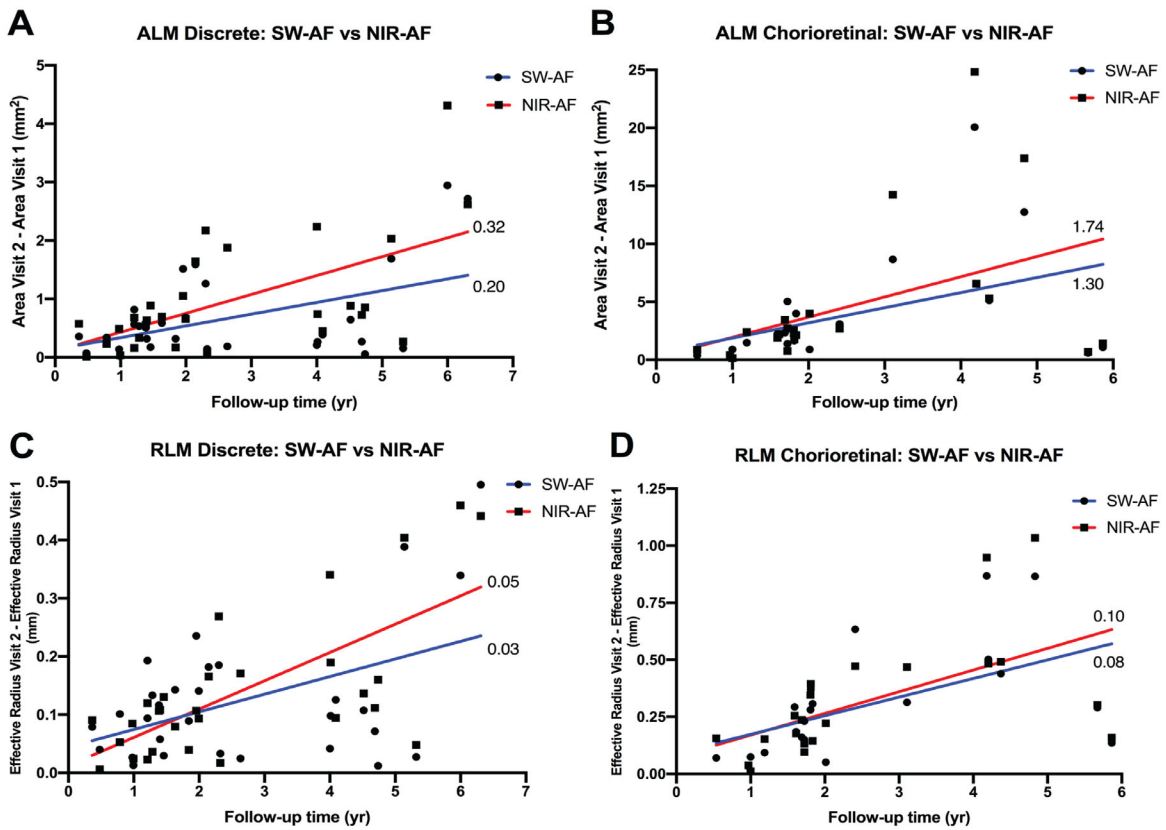 A
ALM Discrete: SW-AF vs NIR-AF
Area Visit 2 - Area Visit 1 (mm²)
5
4
3
2
1
0
SW-AF
NIR-AF
0.32
0.20
0 1 2 3 4 5 6 7
Follow-up time (yr)
B
ALM Chorioretinal: SW-AF vs NIR-AF
Area Visit 2 - Area Visit 1 (mm²)
25
20
15
10
5
0
SW-AF
NIR-AF
1.74
1.30
0 1 2 3 4 5 6
Follow-up time (yr)
C
RLM Discrete: SW-AF vs NIR-AF
Effective Radius Visit 2 - Effective Radius Visit 1
(mm)
0.5
0.4
0.3
0.2
0.1
0.0
SW-AF
NIR-AF
0.05
0.03
0 1 2 3 4 5 6 7
Follow-up time (yr)
D
RLM Chorioretinal: SW-AF vs NIR-AF
Effective Radius Visit 2 - Effective Radius Visit 1
(mm)
1.25
1.00
0.75
0.50
0.25
0.00
SW-AF
NIR-AF
0.10
0.08
0 1 2 3 4 5 6
Follow-up time (yr)